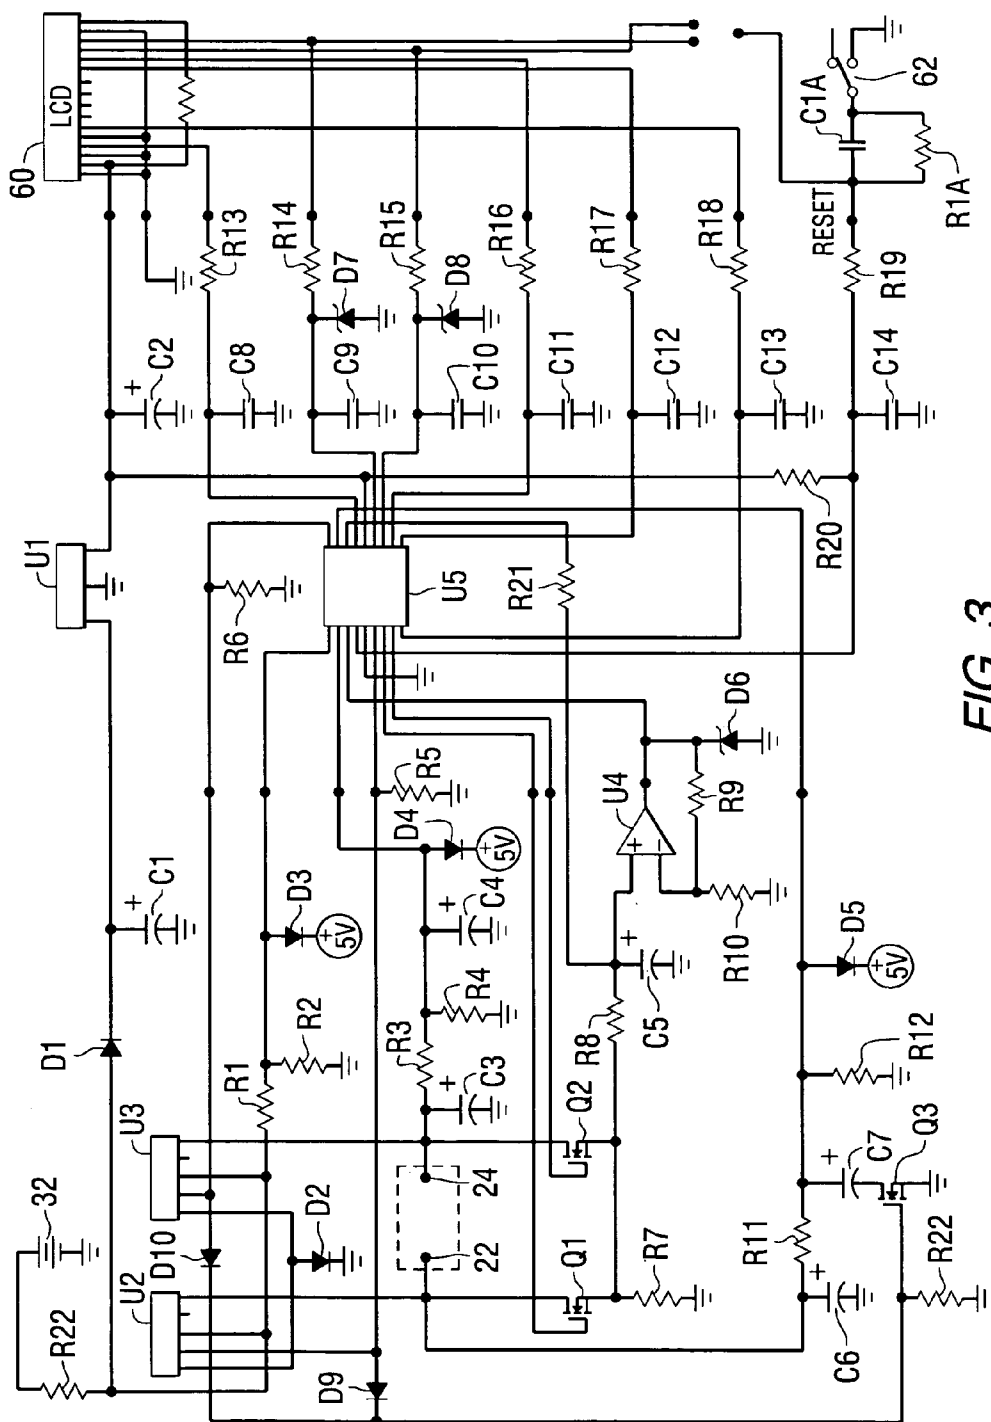 60
LCD
62
C1A
RESET
R1A
R13
R14
R15
R16
R17
R18
R19
D7
D8
+
C2
C8
C9
C10
C11
C12
C13
C14
U1
R6
U5
R21
R20
FIG. 3
+
C1
D3
+
5V
R5
D4
+
5V
U4
+
−
R9
D6
R10
D5
+
5V
D1
R1
R2
R3
R4
+
C3
+
C4
R8
+
C5
R12
U3
32
D10
D2
U2
R22
D9
24
22
Q2
Q1
R7
R11
+
C6
+
C7
Q3
R22